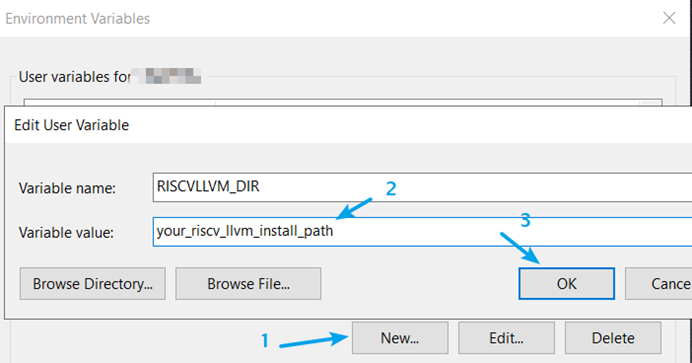 Environment Variables
User variables for
Edit User Variable
Variable name: RISCVLLVM_DIR
2
Variable value: your_riscv_llvm_install_path
3
Browse Directory... Browse File... OK Cance
1 New... Edit... Delete